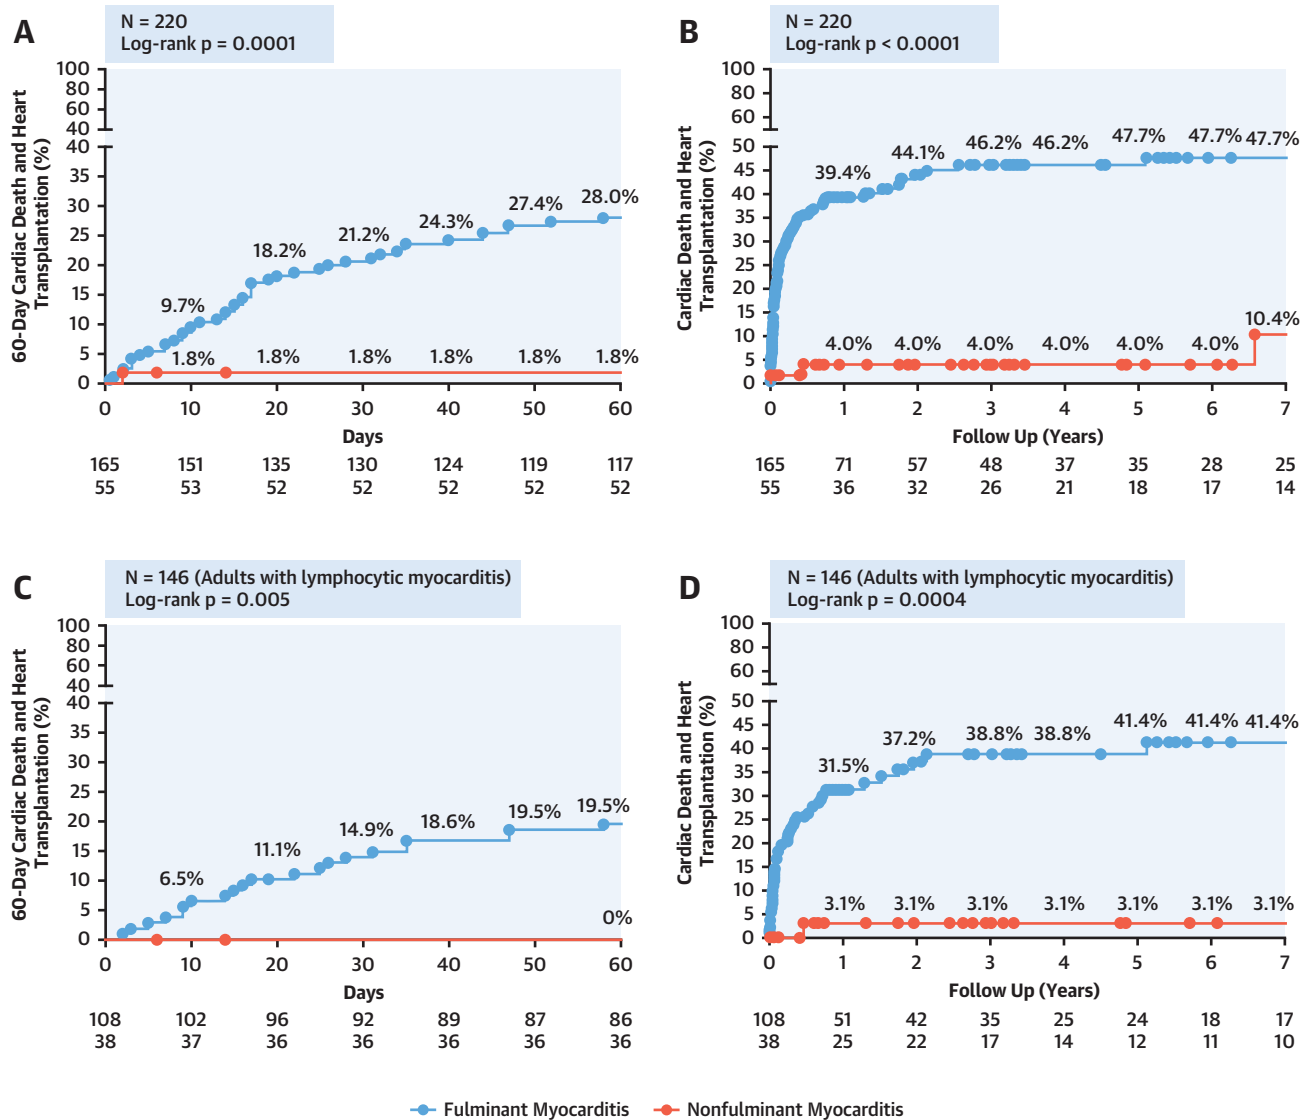 A
N = 220
Log-rank p = 0.0001
60-Day Cardiac Death and Heart
Transplantation (%)
100
80
60
40
40
35
30
25
20
15
10
5
0
9.7%
18.2%
21.2%
24.3%
27.4%
28.0%
1.8%
1.8%
1.8%
1.8%
1.8%
1.8%
0 10 20 30 40 50 60
Days
165 151 135 130 124 119 117
55 53 52 52 52 52 52
B
N = 220
Log-rank p < 0.0001
Cardiac Death and Heart
Transplantation (%)
100
80
60
50
45
40
35
30
25
20
15
10
5
0
39.4%
44.1%
46.2%
46.2%
47.7%
47.7%
47.7%
4.0%
4.0%
4.0%
4.0%
4.0%
4.0%
10.4%
0 1 2 3 4 5 6 7
Follow Up (Years)
165 71 57 48 37 35 28 25
55 36 32 26 21 18 17 14
C
N = 146 (Adults with lymphocytic myocarditis)
Log-rank p = 0.005
60-Day Cardiac Death and Heart
Transplantation (%)
100
80
60
40
40
35
30
25
20
15
10
5
0
6.5%
11.1%
14.9%
18.6%
19.5%
19.5%
0%
0 10 20 30 40 50 60
Days
108 102 96 92 89 87 86
38 37 36 36 36 36 36
D
N = 146 (Adults with lymphocytic myocarditis)
Log-rank p = 0.0004
Cardiac Death and Heart
Transplantation (%)
100
80
60
50
45
40
35
30
25
20
15
10
5
0
31.5%
37.2%
38.8%
38.8%
41.4%
41.4%
41.4%
3.1%
3.1%
3.1%
3.1%
3.1%
3.1%
3.1%
0 1 2 3 4 5 6 7
Follow Up (Years)
108 51 42 35 25 24 18 17
38 25 22 17 14 12 11 10
Fulminant Myocarditis
Nonfulminant Myocarditis